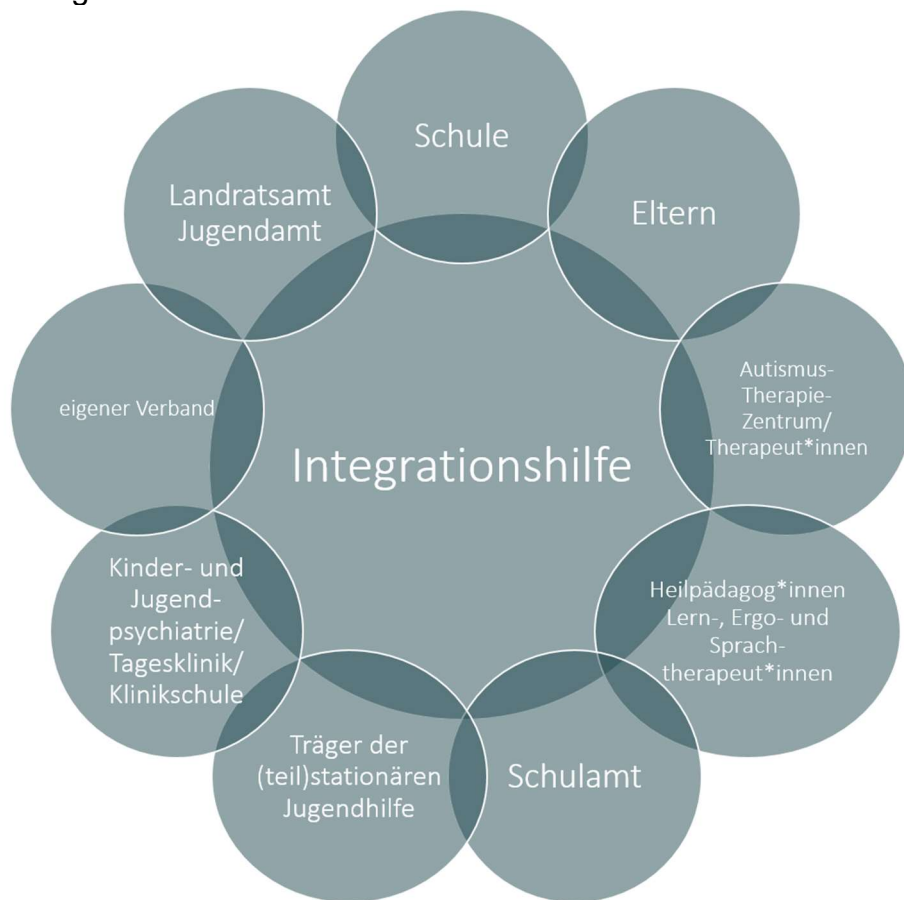 Schule
Eltern
Autismus-
Therapie-
Zentrum/
Therapeut*innen
Heilpädagog*innen
Lern-, Ergo- und
Sprach-
therapeut*innen
Schulamt
Träger der
(teil)stationären
Jugendhilfe
Kinder- und
Jugend-
psychiatrie/
Tagesklinik/
Klinikschule
eigener Verband
Landratsamt
Jugendamt
Integrationshilfe